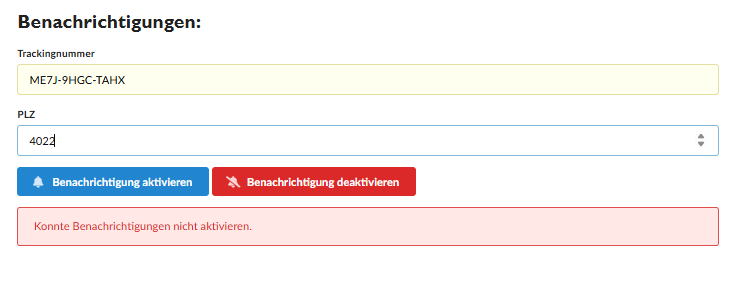 Benachrichtigungen:
Trackingnummer
ME7J-9HGC-TAHX
PLZ
4022
Benachrichtigung aktivieren Benachrichtigung deaktivieren
Konnte Benachrichtigungen nicht aktivieren.